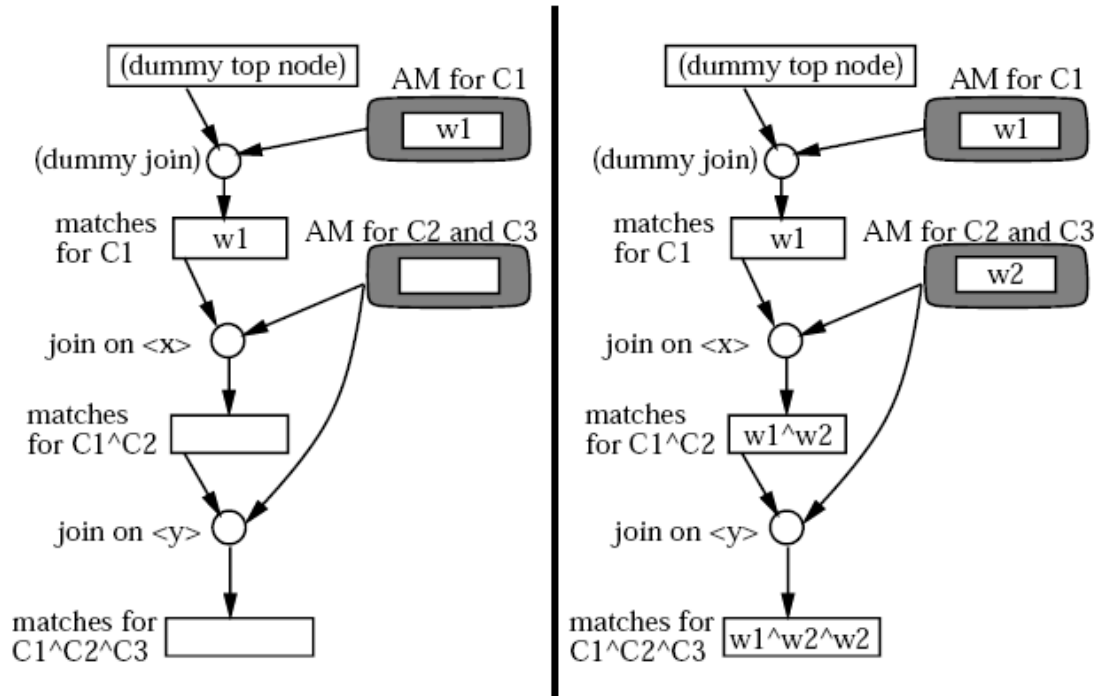 (dummy top node)
AM for C1
w1
(dummy join)
matches
for C1
w1
AM for C2 and C3
join on <x>
matches
for C1^C2
join on <y>
matches for
C1^C2^C3
(dummy top node)
AM for C1
w1
(dummy join)
matches
for C1
w1
AM for C2 and C3
w2
join on <x>
matches
for C1^C2
w1^w2
join on <y>
matches for
C1^C2^C3
w1^w2^w2